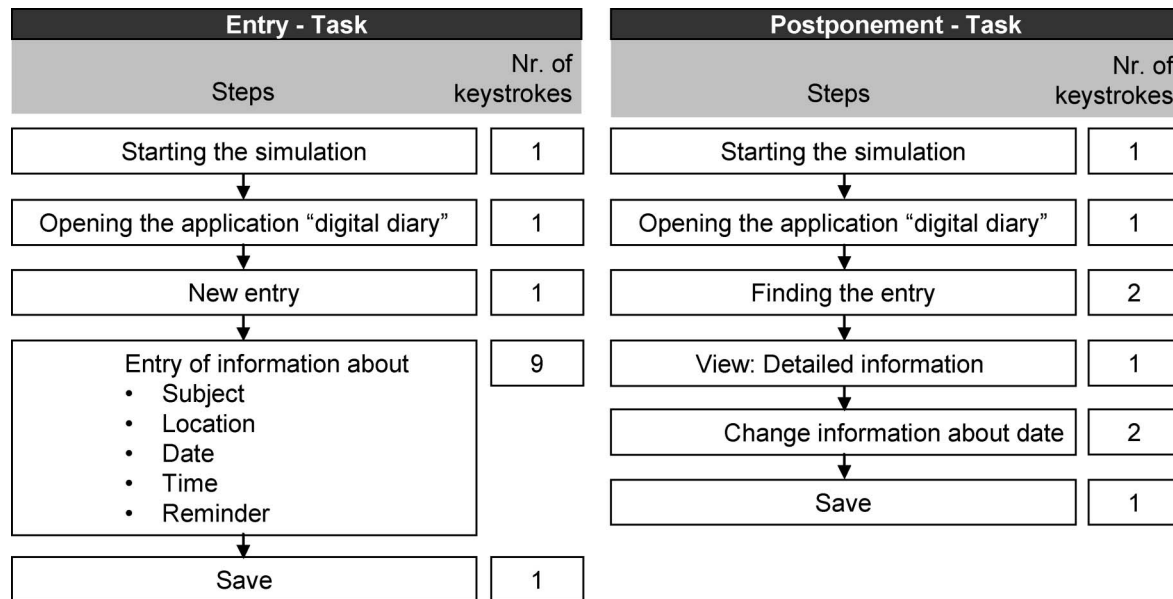 Entry - Task
Nr. of
Steps
keystrokes
Starting the simulation
1
Opening the application “digital diary”
1
New entry
1
Entry of information about
9
• Subject
• Location
• Date
• Time
• Reminder
Save
1
Postponement - Task
Nr. of
Steps
keystrokes
Starting the simulation
1
Opening the application “digital diary”
1
Finding the entry
2
View: Detailed information
1
Change information about date
2
Save
1